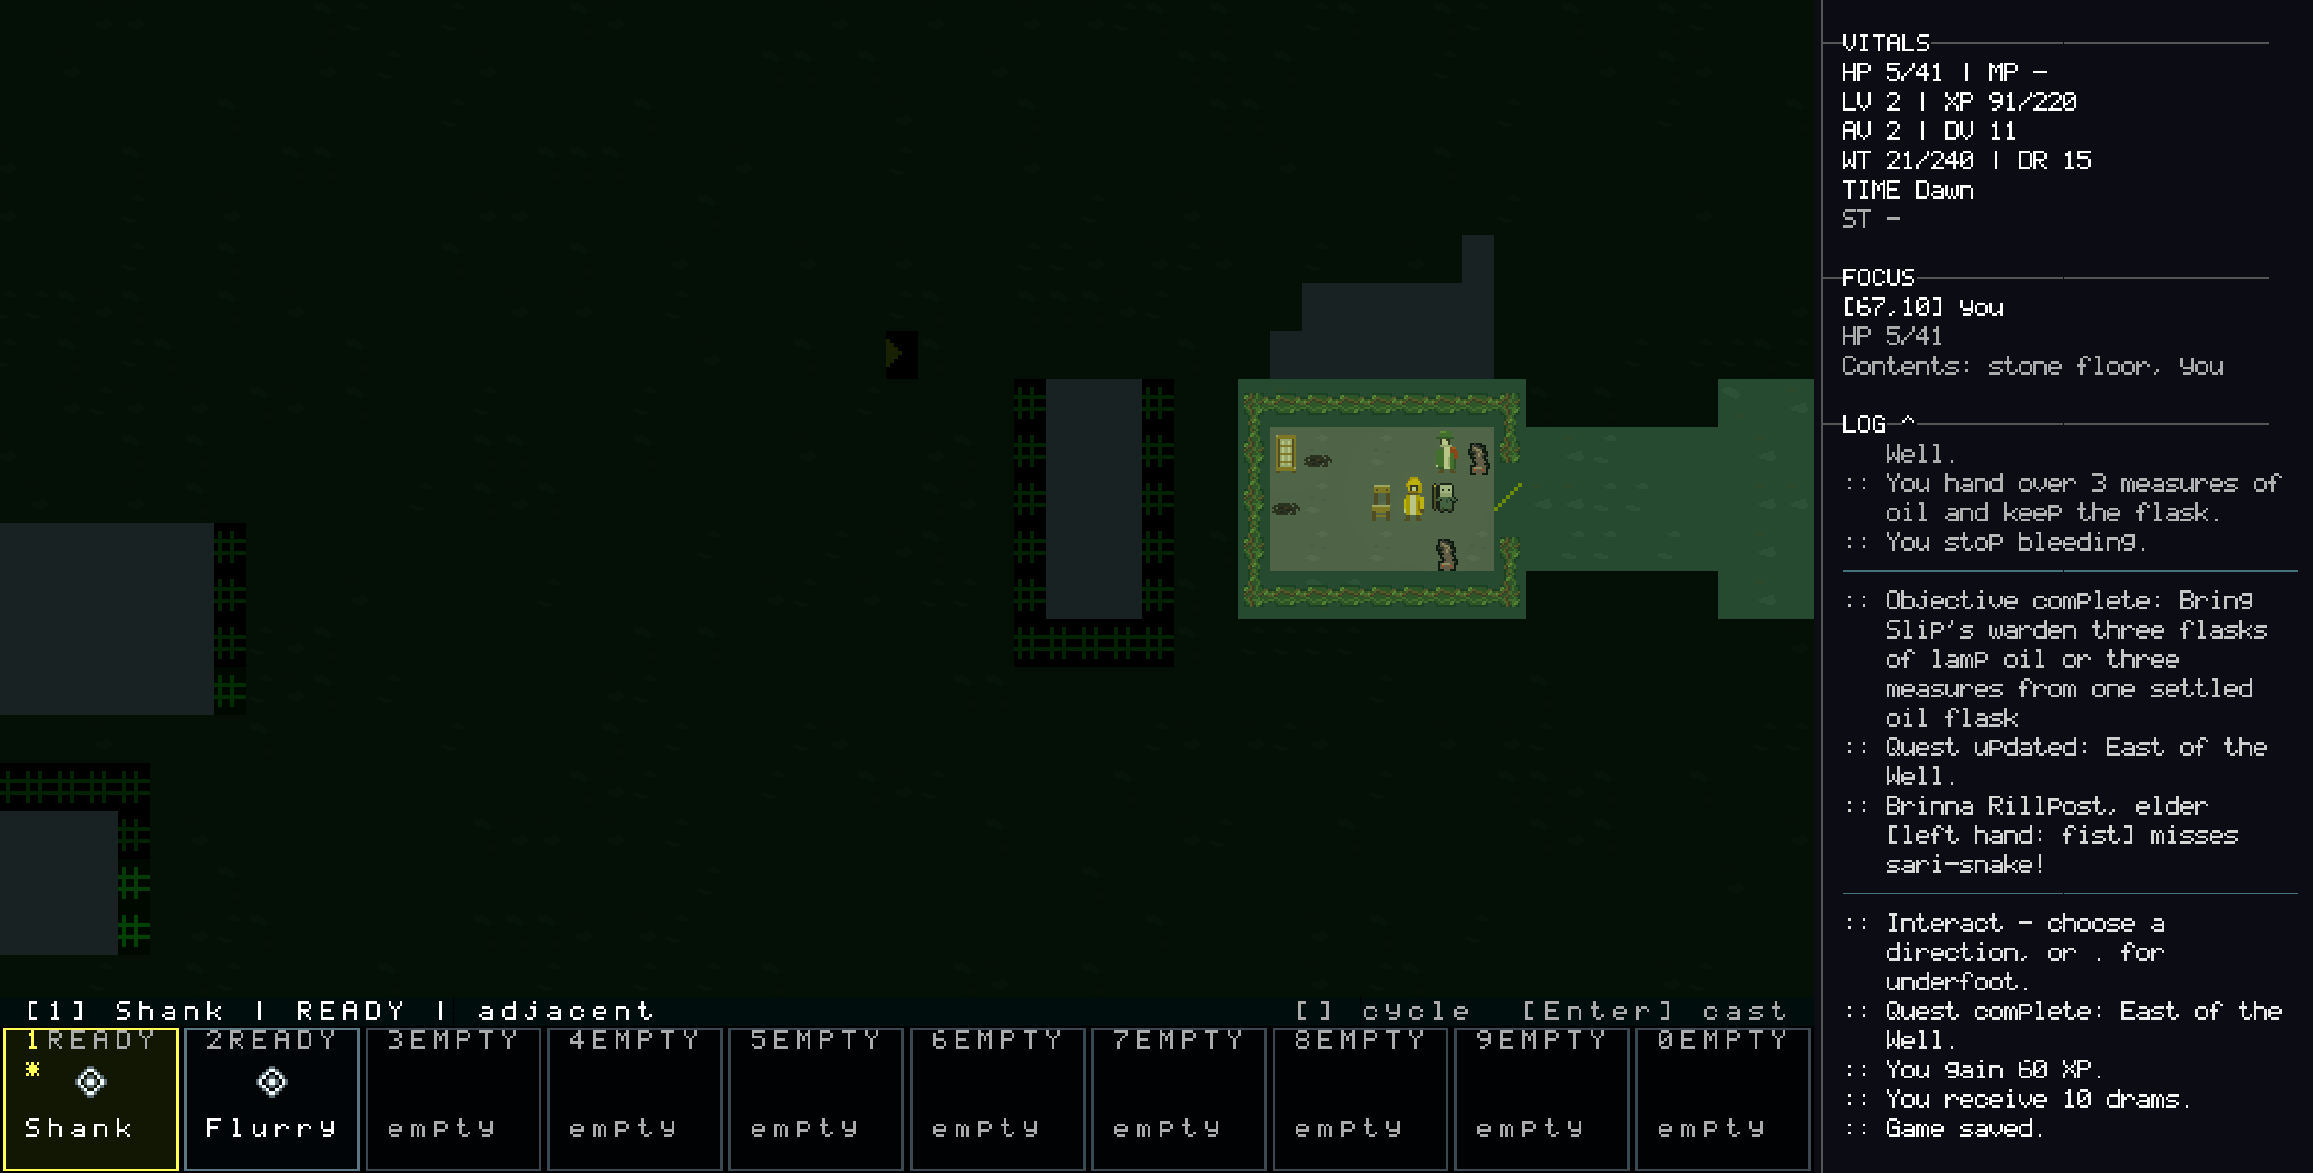 VITALS
HP 5/41 | MP -
LV 2 | XP 91/220
AV 2 | DV 11
WT 21/240 | DR 15
TIME Dawn
ST -
FOCUS
[67,10] You
HP 5/41
Contents: stone floor, You
LOG ^
Well.
:: You hand over 3 measures of
oil and keep the flask.
:: You stop bleeding.
:: Objective complete: Bring
Slip's warden three flasks
of lamp oil or three
measures from one settled
oil flask
:: Quest updated: East of the
Well.
:: Brinna Rillpost, elder
[left hand: fist] misses
sari-snake!
:: Interact - choose a
direction, or . for
underfoot.
:: Quest complete: East of the
Well.
:: You gain 60 XP.
:: You receive 10 drams.
:: Game saved.
[1] Shank | READY | adjacent
[] cycle [Enter] cast
1READY 2READY 3EMPTY 4EMPTY 5EMPTY 6EMPTY 7EMPTY 8EMPTY 9EMPTY 0EMPTY
*
Shank Flurry empty empty empty empty empty empty empty empty